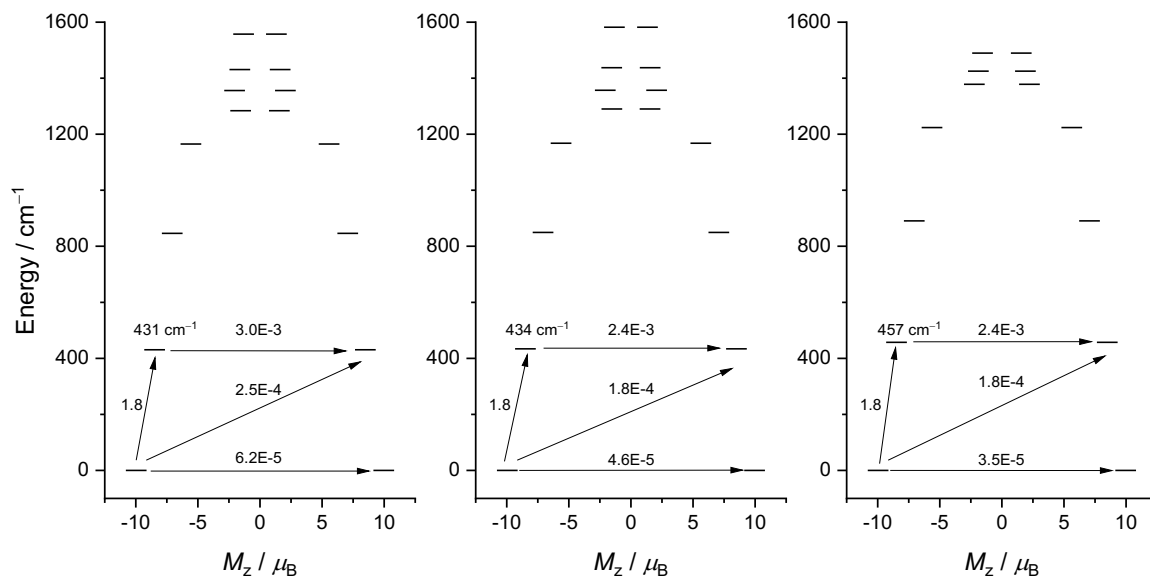 Energy / cm⁻¹
1600
1200
800
400
0
431 cm⁻¹
3.0E-3
2.5E-4
1.8
6.2E-5
-10 -5 0 5 10
M_z / μ_B
1600
1200
800
400
0
434 cm⁻¹
2.4E-3
1.8E-4
1.8
4.6E-5
-10 -5 0 5 10
M_z / μ_B
1600
1200
800
400
0
457 cm⁻¹
2.4E-3
1.8E-4
1.8
3.5E-5
-10 -5 0 5 10
M_z / μ_B